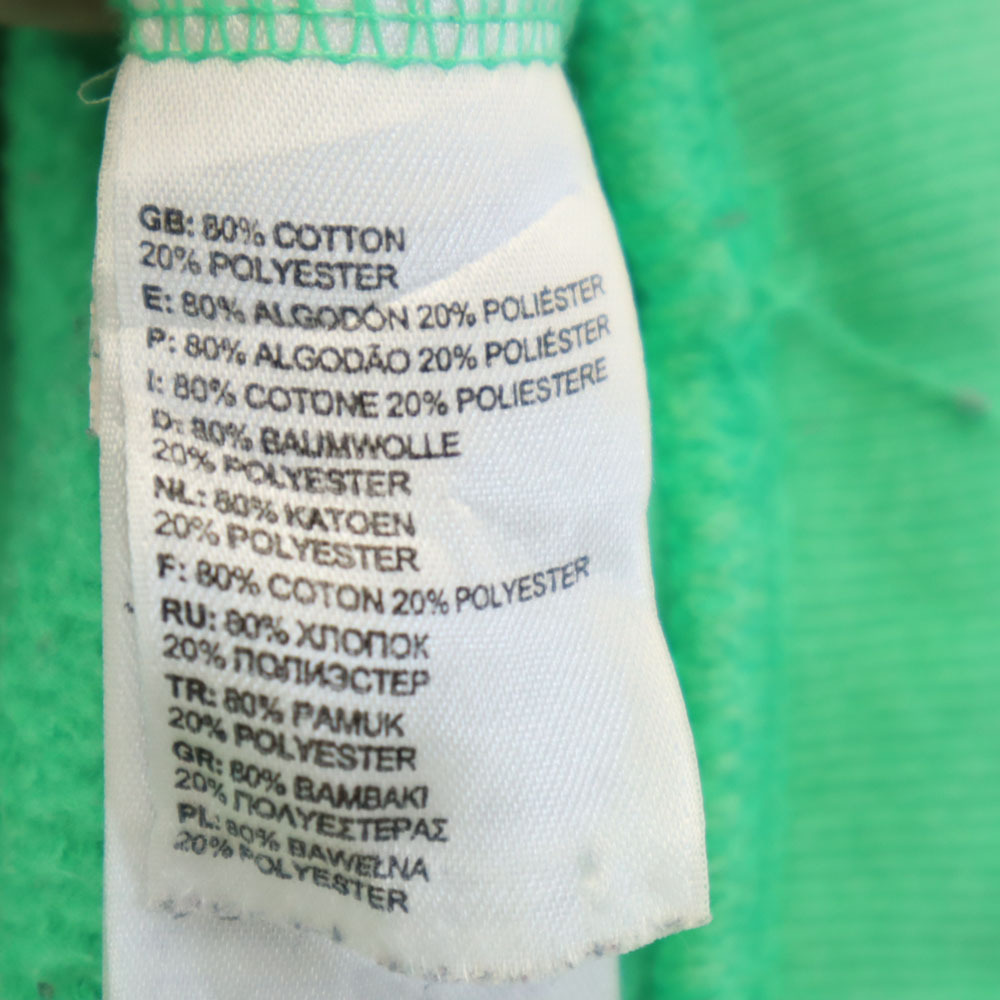 GB: 80% COTTON
20% POLYESTER
E: 80% ALGODÓN 20% POLIÉSTER
P: 80% ALGODÃO 20% POLIÉSTER
I: 80% COTONE 20% POLIESTERE
D: 80% BAUMWOLLE
20% POLYESTER
NL: 80% KATOEN
20% POLYESTER
F: 80% COTON 20% POLYESTER
RU: 80% ХЛОПОК
20% ПОЛИЭСТЕР
TR: 80% PAMUK
20% POLYESTER
GR: 80% BAMBAKI
20% ΠΟΛΥΕΣΤΕΡΑΣ
PL: 80% BAWEŁNA
20% POLYESTER